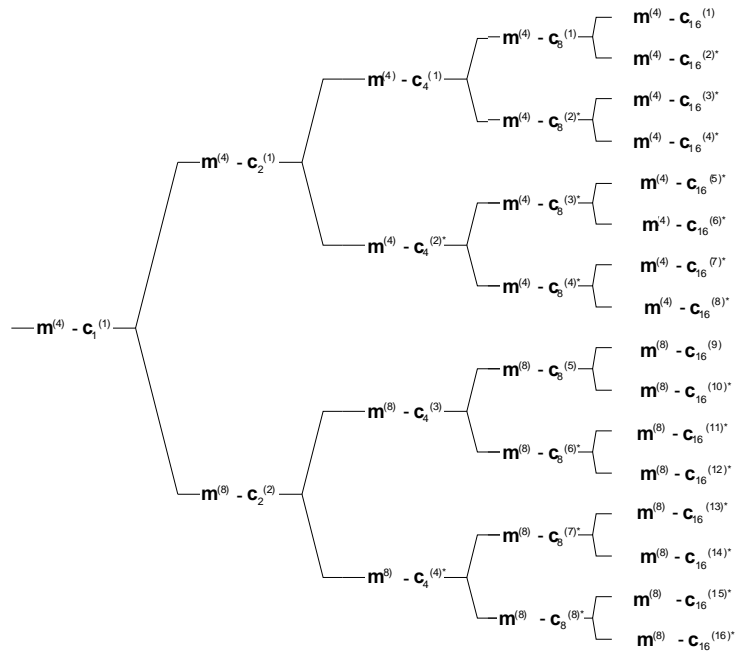 m⁽⁴⁾ - c₁⁽¹⁾
m⁽⁴⁾ - c₂⁽¹⁾
m⁽⁸⁾ - c₂⁽²⁾
m⁽⁴⁾ - c₄⁽¹⁾
m⁽⁴⁾ - c₄⁽²⁾*
m⁽⁸⁾ - c₄⁽³⁾
m⁸⁾ - c₄⁽⁴⁾*
m⁽⁴⁾ - c₈⁽¹⁾
m⁽⁴⁾ - c₈⁽²⁾*
m⁽⁴⁾ - c₈⁽³⁾*
m⁽⁴⁾ - c₈⁽⁴⁾*
m⁽⁸⁾ - c₈⁽⁵⁾
m⁽⁸⁾ - c₈⁽⁶⁾*
m⁽⁸⁾ - c₈⁽⁷⁾*
m⁽⁸⁾ - c₈⁽⁸⁾*
m⁽⁴⁾ - c₁₆⁽¹⁾
m⁽⁴⁾ - c₁₆⁽²⁾*
m⁽⁴⁾ - c₁₆⁽³⁾*
m⁽⁴⁾ - c₁₆⁽⁴⁾*
m⁽⁴⁾ - c₁₆⁽⁵⁾*
m⁽⁴⁾ - c₁₆⁽⁶⁾*
m⁽⁴⁾ - c₁₆⁽⁷⁾*
m⁽⁴⁾ - c₁₆⁽⁸⁾*
m⁽⁸⁾ - c₁₆⁽⁹⁾
m⁽⁸⁾ - c₁₆⁽¹⁰⁾*
m⁽⁸⁾ - c₁₆⁽¹¹⁾*
m⁽⁸⁾ - c₁₆⁽¹²⁾*
m⁽⁸⁾ - c₁₆⁽¹³⁾*
m⁽⁸⁾ - c₁₆⁽¹⁴⁾*
m⁽⁸⁾ - c₁₆⁽¹⁵⁾*
m⁽⁸⁾ - c₁₆⁽¹⁶⁾*